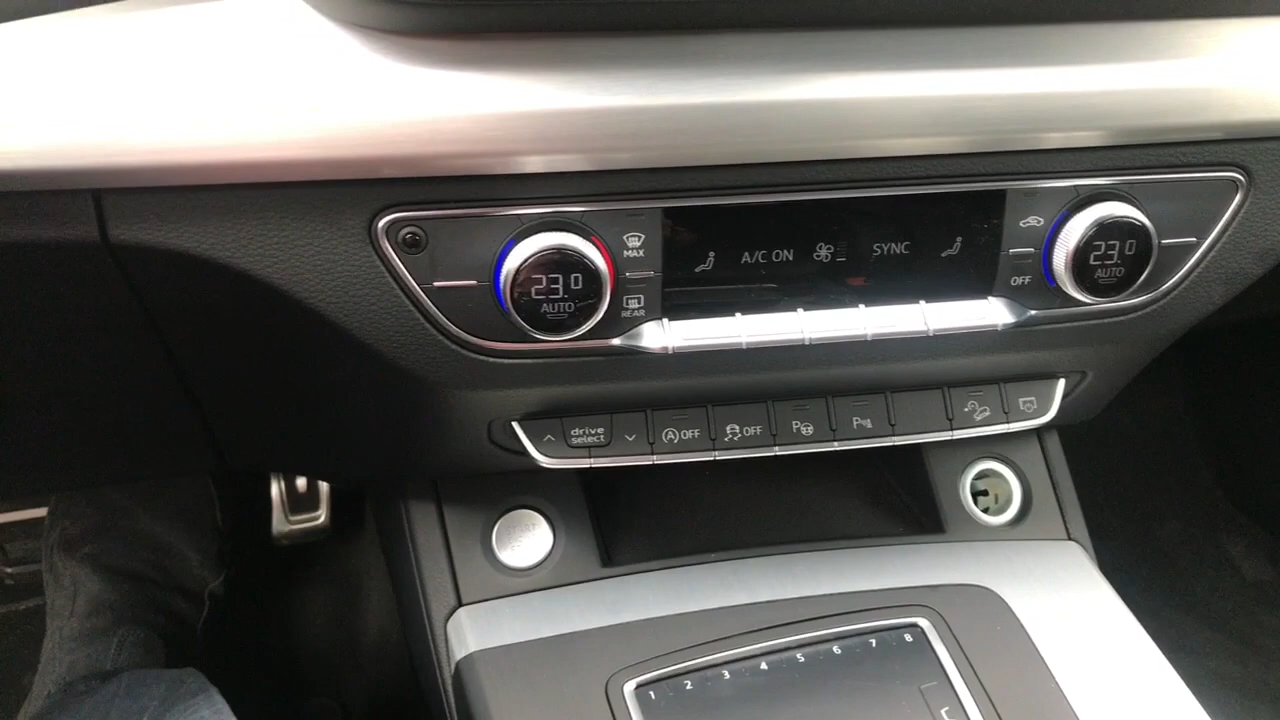 MAX
A/C ON
SYNC
23.0
AUTO
REAR
OFF
23.0
AUTO
drive
select
A OFF
OFF
P
P
START
1 2 3 4 5 6 7 8